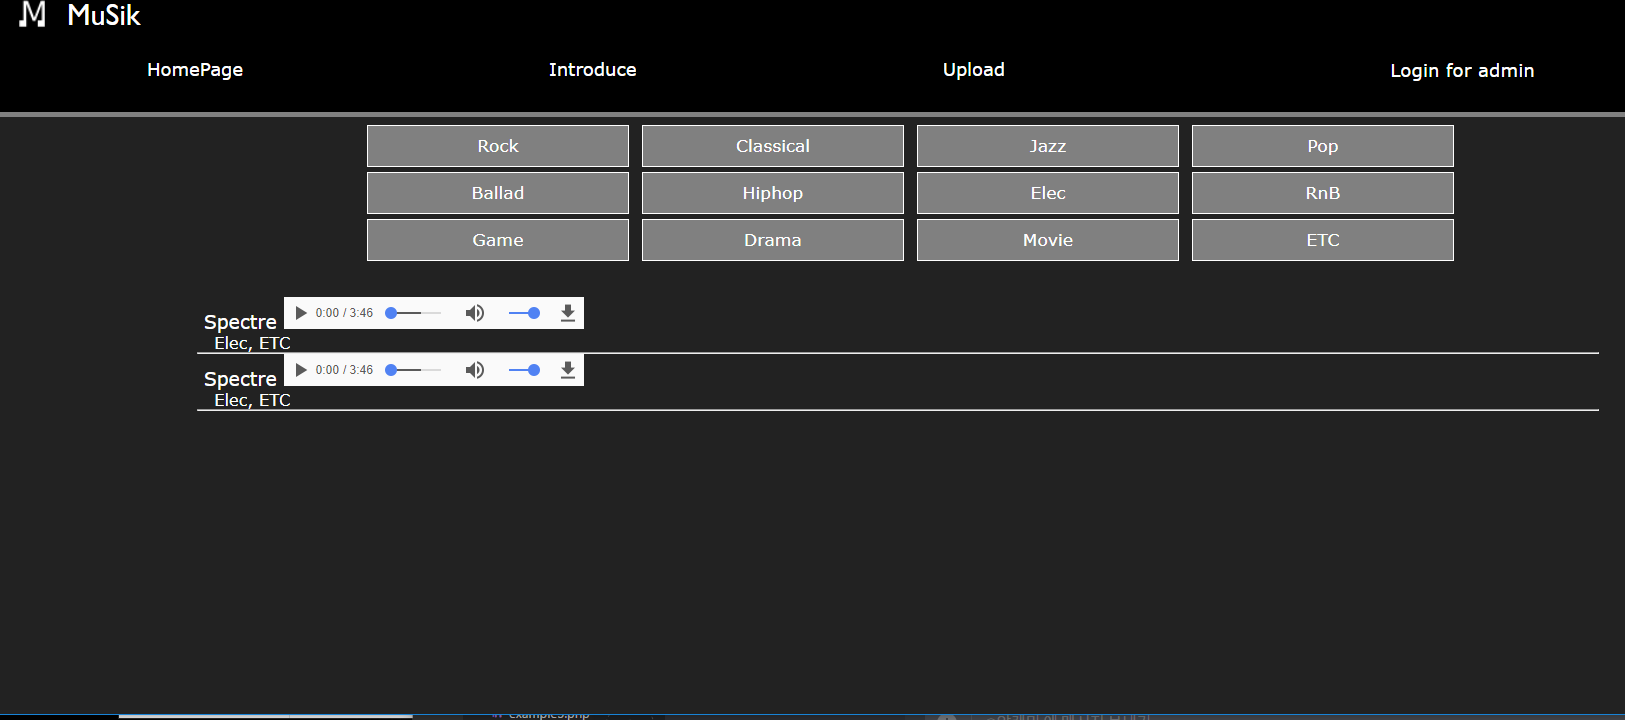 M MuSik
HomePage Introduce Upload Login for admin
Rock Classical Jazz Pop
Ballad Hiphop Elec RnB
Game Drama Movie ETC
Spectre 0:00 / 3:46
Elec, ETC
Spectre 0:00 / 3:46
Elec, ETC